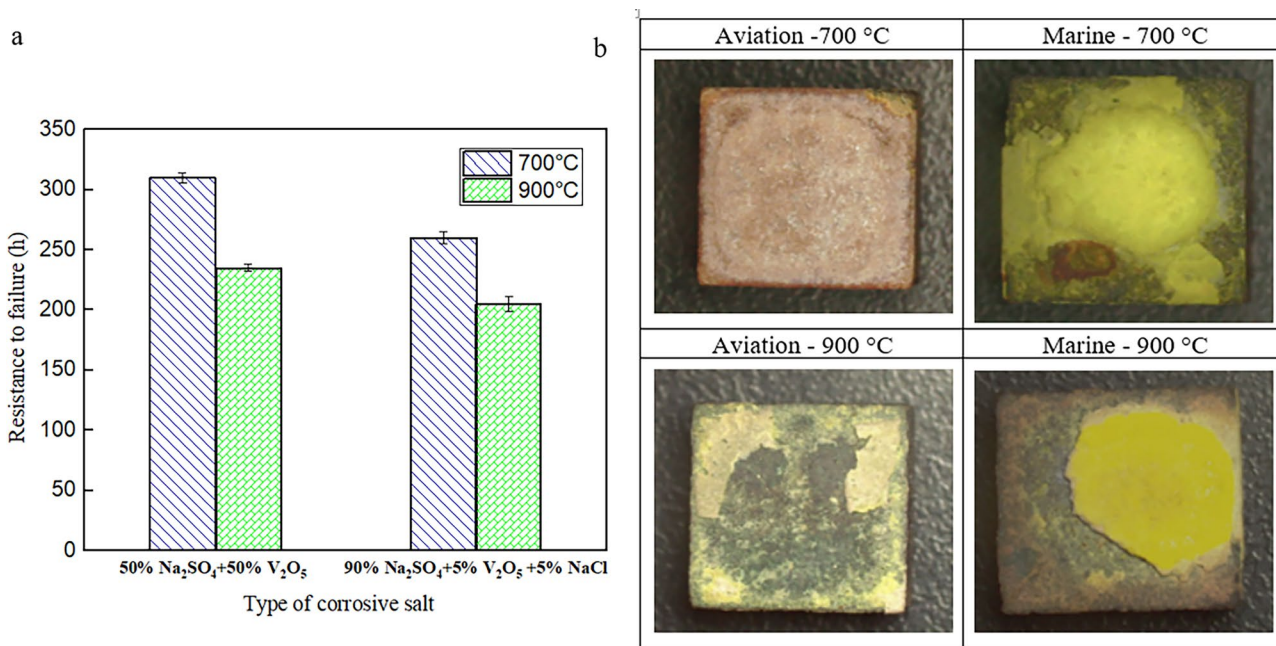 a
350
300
250
200
150
100
50
0
Resistance to failure (h)
700°C
900°C
50% Na₂SO₄+50% V₂O₅
90% Na₂SO₄+5% V₂O₅ +5% NaCl
Type of corrosive salt
b
Aviation -700 °C
Marine - 700 °C
Aviation - 900 °C
Marine - 900 °C